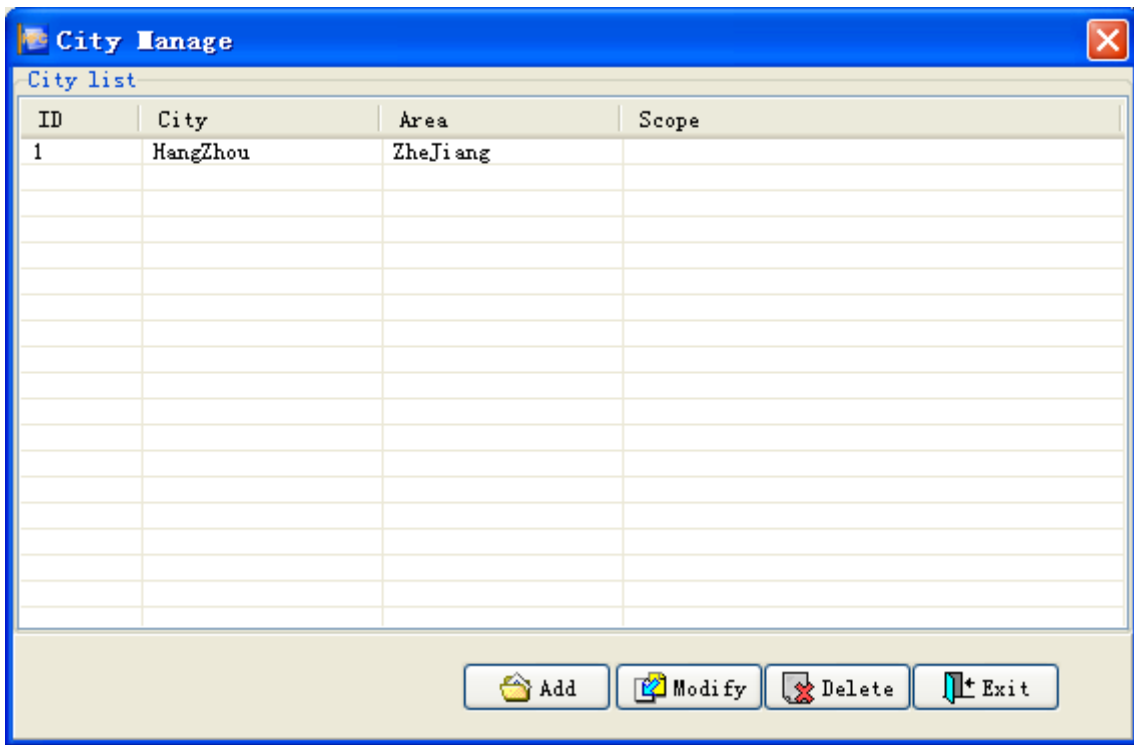 City Manage
City list
ID City Area Scope
1 HangZhou ZheJiang
Add Modify Delete Exit